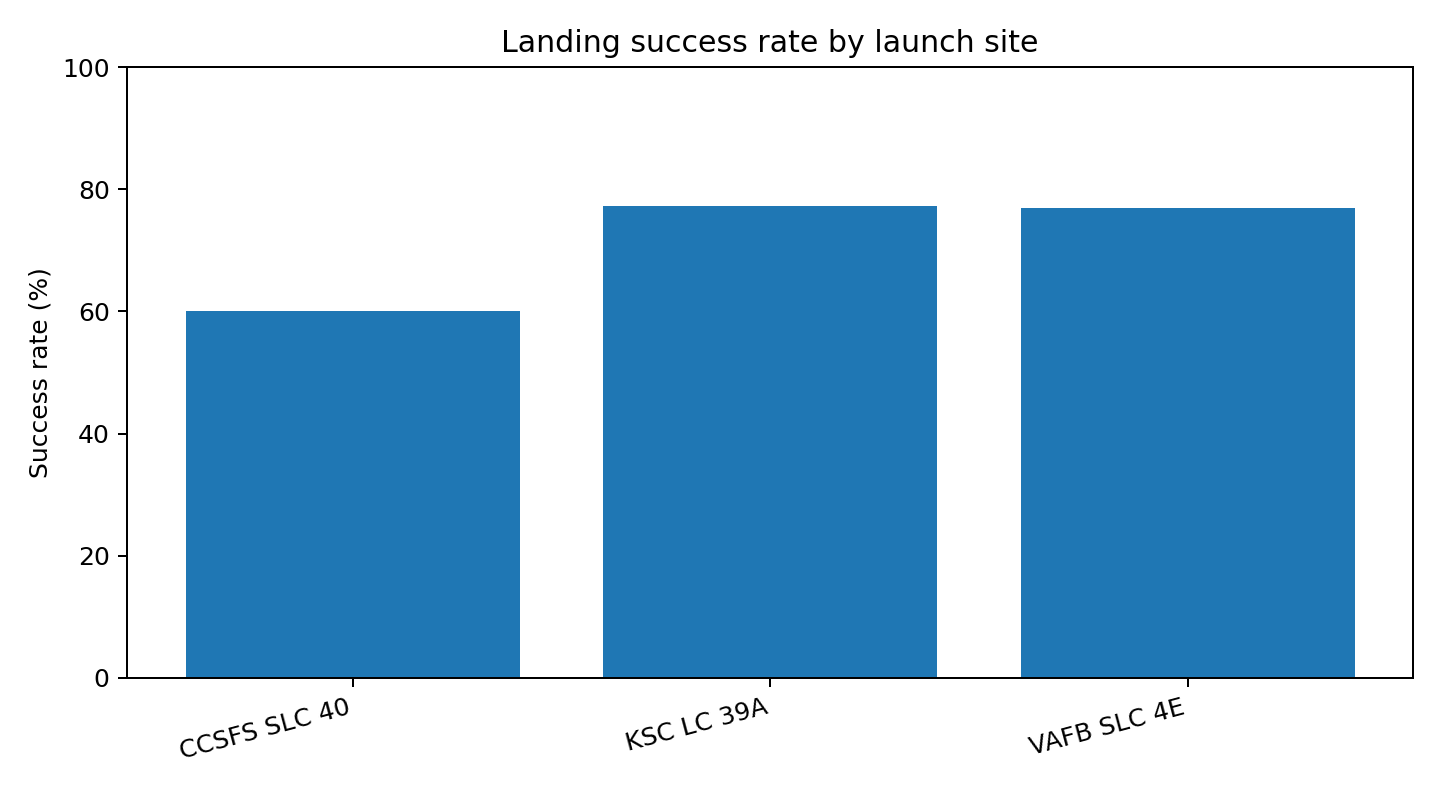 Landing success rate by launch site
Success rate (%)
100
80
60
40
20
0
CCSFS SLC 40
KSC LC 39A
VAFB SLC 4E